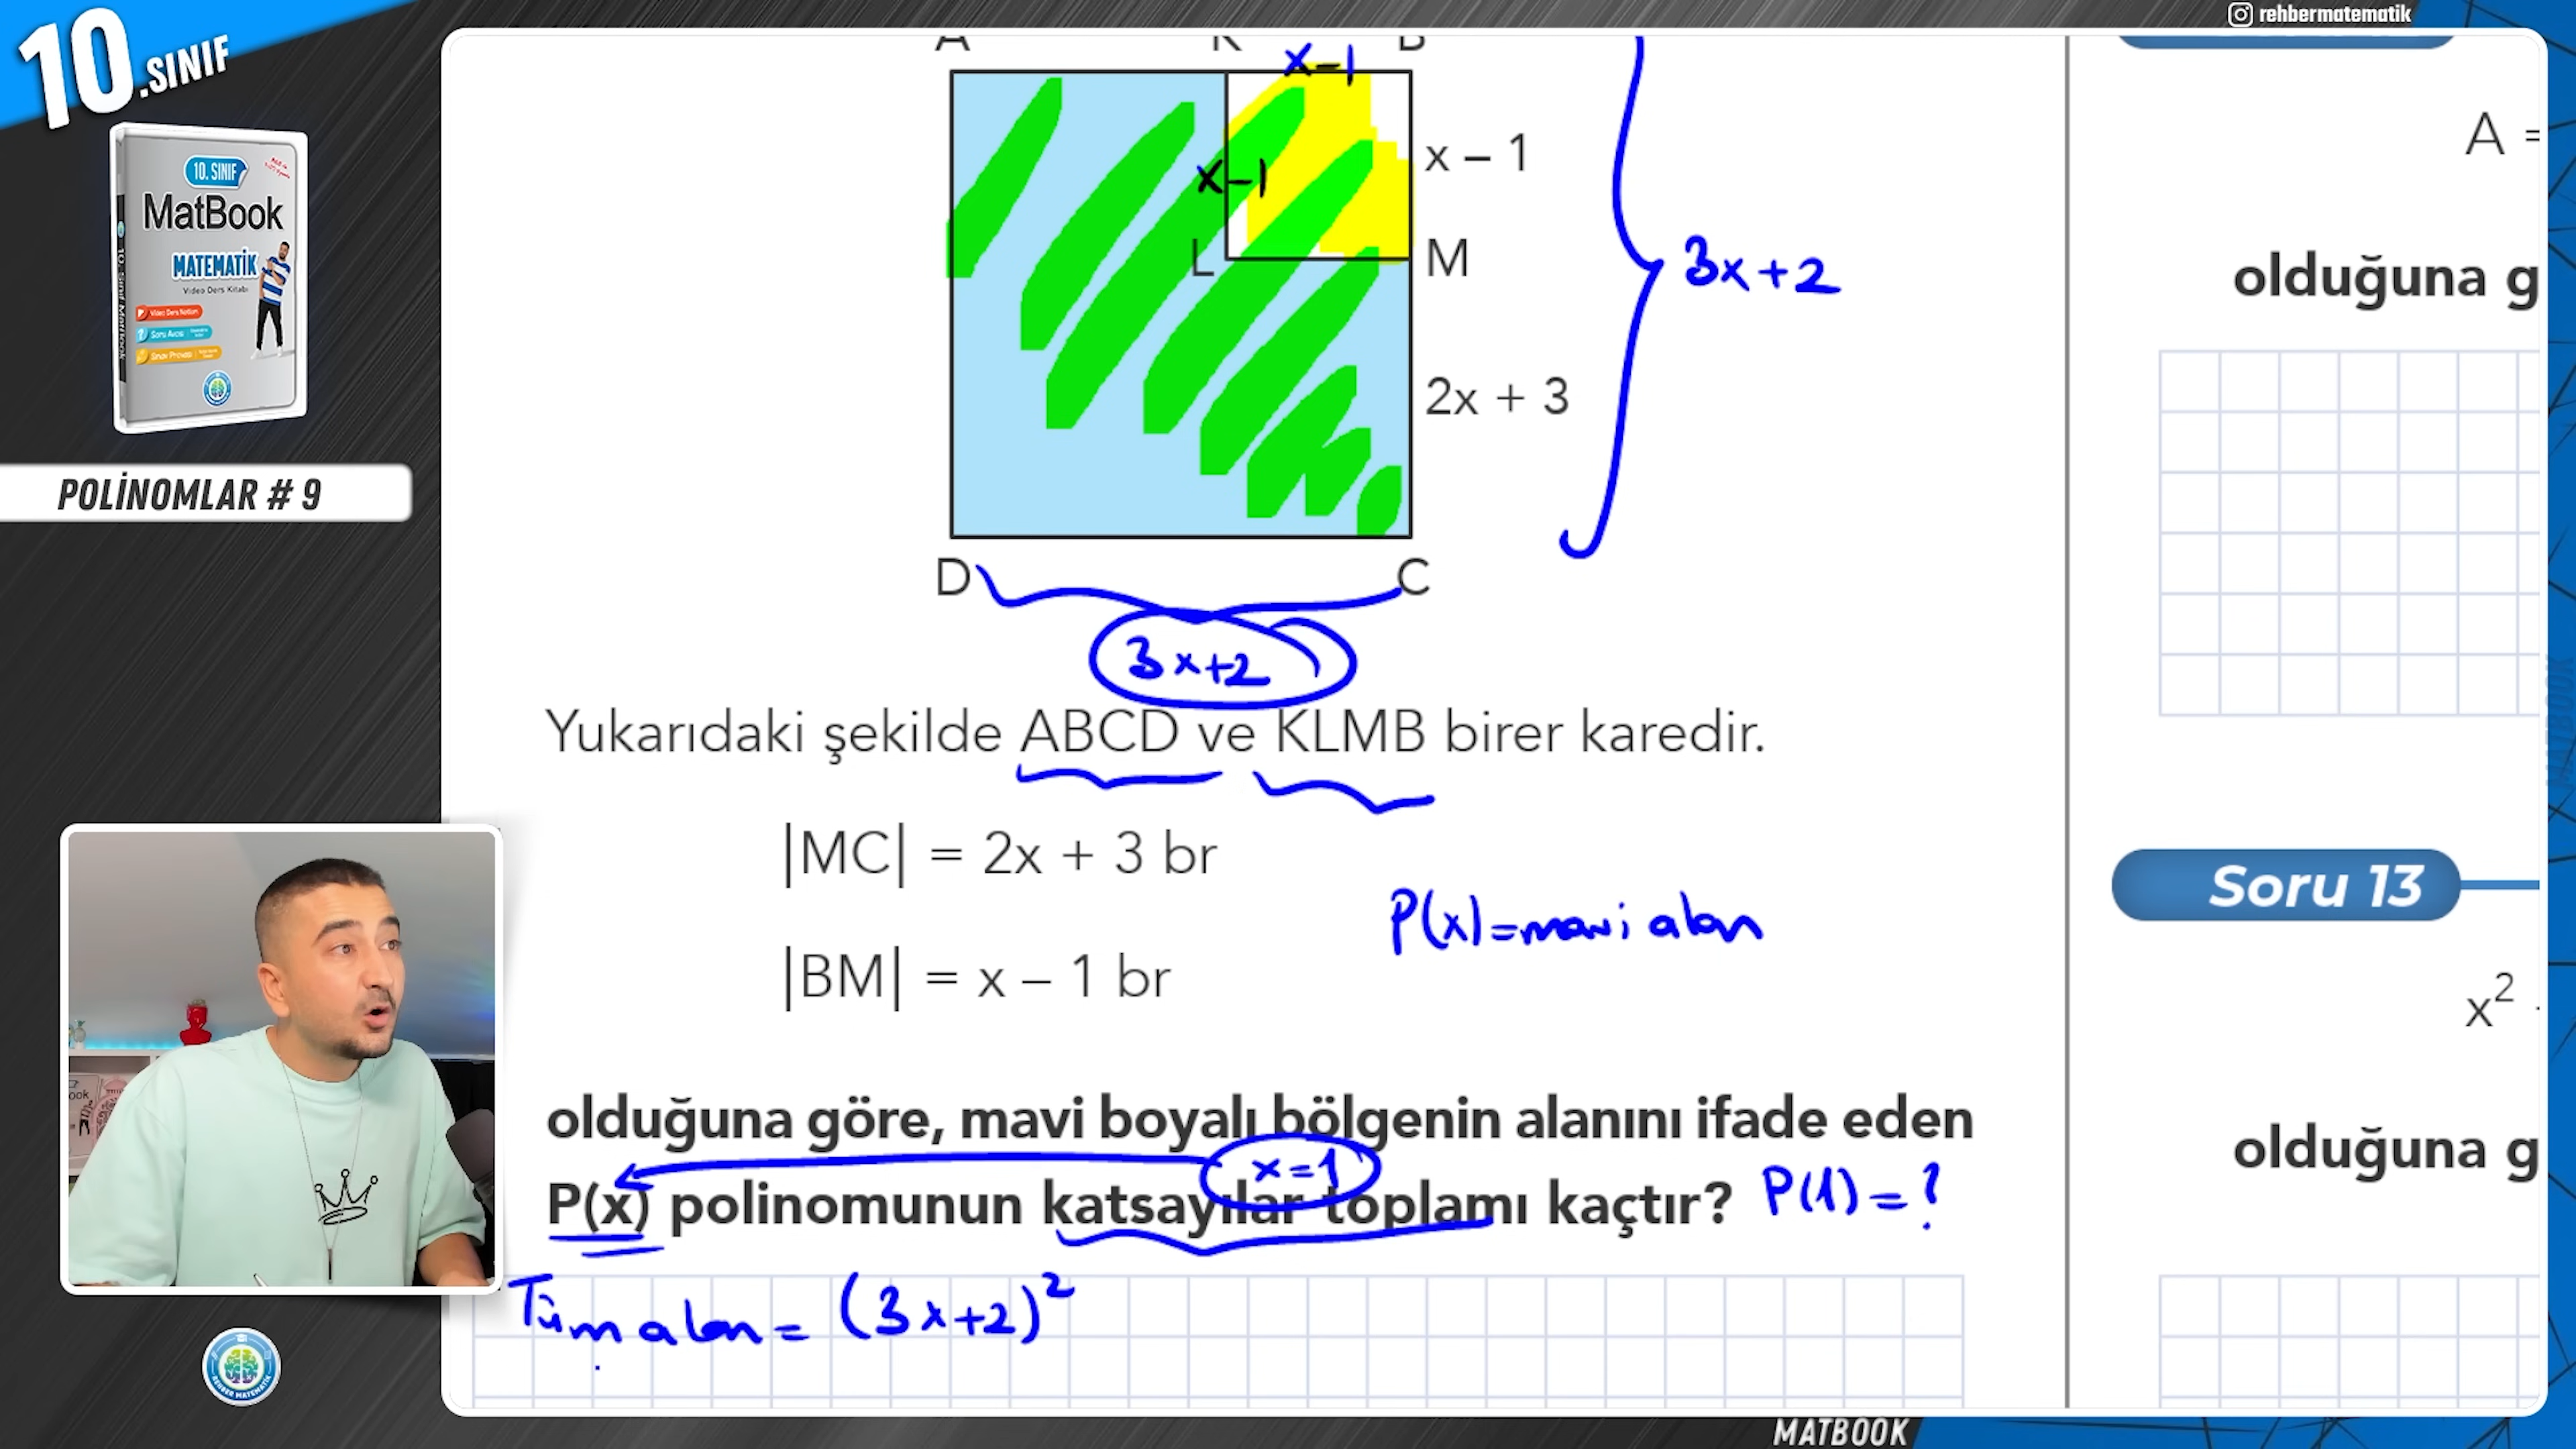 10.SINIF
rehbermatematik
10. SINIF
MatBook
MATEMATİK
Video Ders Kitabı
POLİNOMLAR # 9
A K B
x-1
x – 1
x-1
L M
3x+2
2x + 3
D C
3x+2
Yukarıdaki şekilde ABCD ve KLMB birer karedir.
|MC| = 2x + 3 br
P(x)=mavi alan
|BM| = x – 1 br
olduğuna göre, mavi boyalı bölgenin alanını ifade eden
x=1
P(x) polinomunun katsayılar toplamı kaçtır? P(1)=?
Tüm alan = (3x+2)²
A =
olduğuna g
Soru 13
x²
olduğuna g
MATBOOK